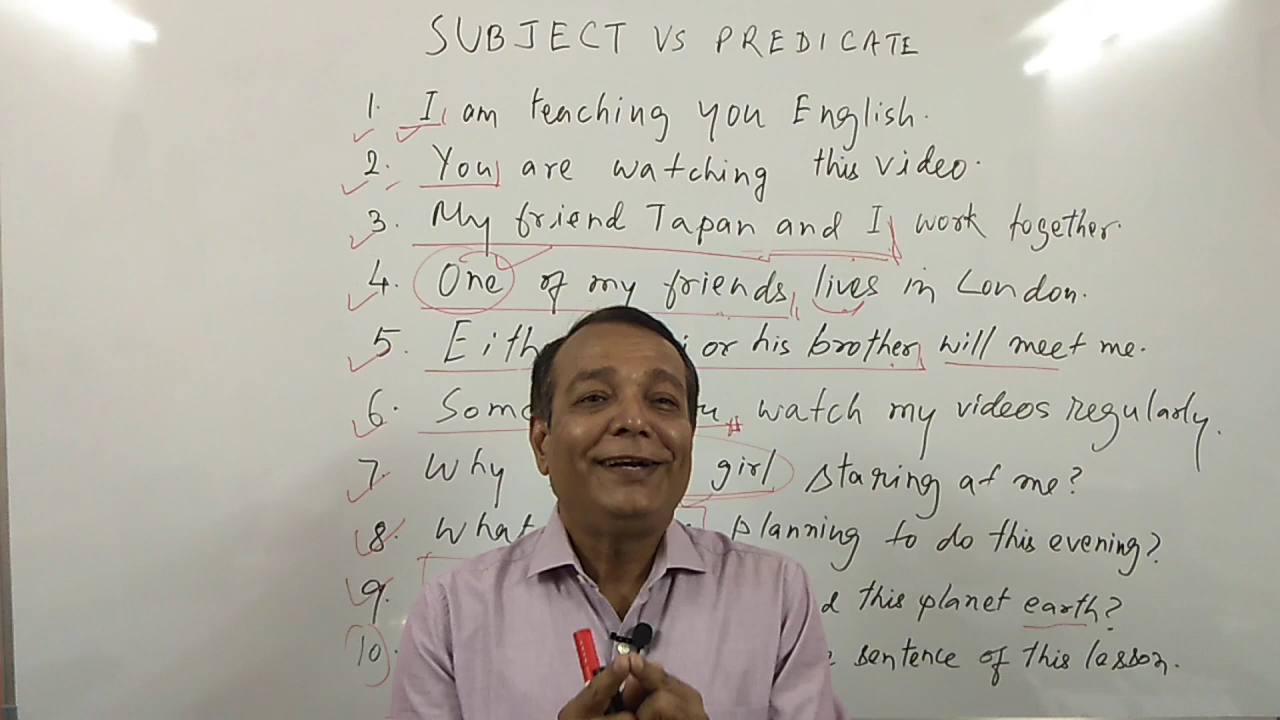 SUBJECT VS PREDICATE
1. I am teaching you English.
2. You are watching this video.
3. My friend Tapan and I work together.
4. One of my friends lives in London.
5. or his brother will meet me.
6. watch my videos regularly.
7. Why girl staring at me?
8. What planning to do this evening?
9. this planet earth?
10. sentence of this lesson.